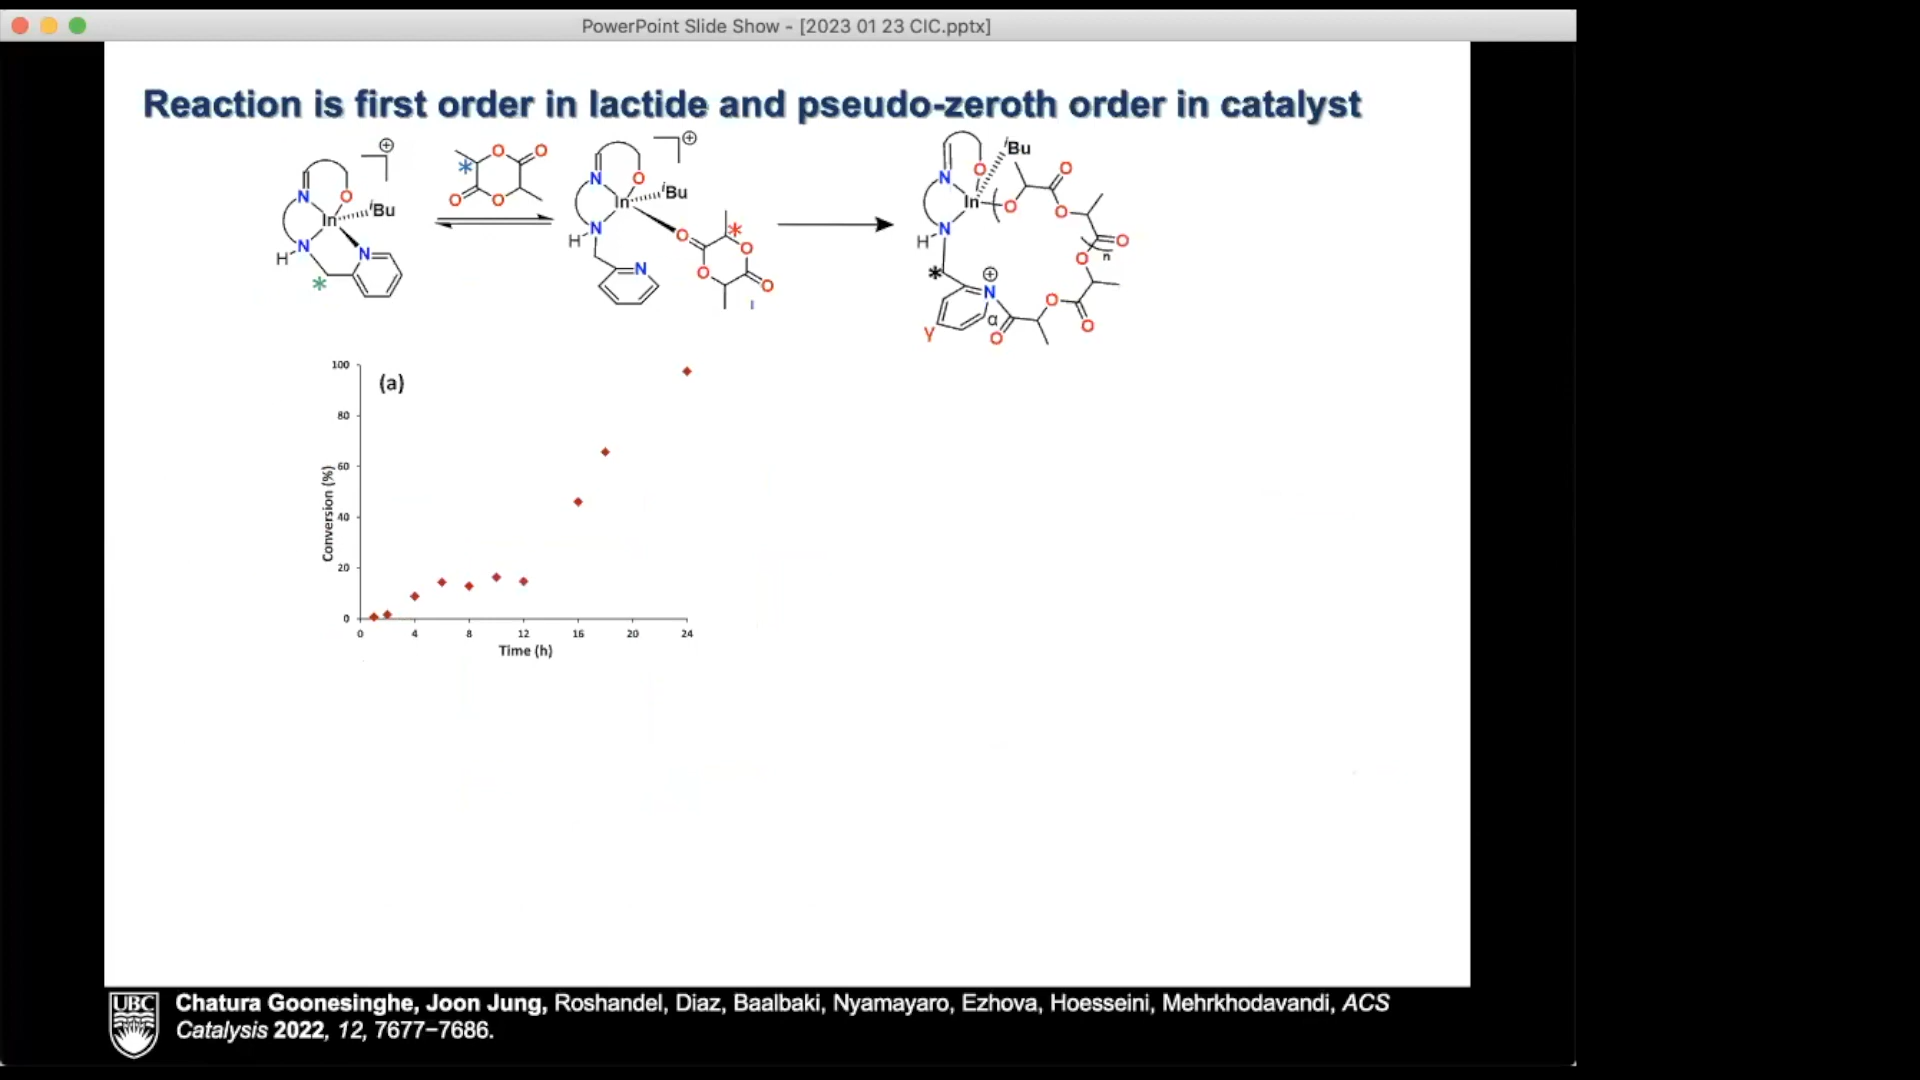 PowerPoint Slide Show - [2023 01 23 CIC.pptx]
Reaction is first order in lactide and pseudo-zeroth order in catalyst
N O In iBu N H N * ⊕
* O O O O
N O In iBu N H N O * O O O ⊕
N O In iBu ( O O O O ) n O O O O N ⊕ H * α γ
(a)
Conversion (%)
100
80
60
40
20
0
0 4 8 12 16 20 24
Time (h)
UBC
Chatura Goonesinghe, Joon Jung, Roshandel, Diaz, Baalbaki, Nyamayaro, Ezhova, Hoesseini, Mehrkhodavandi, ACS
Catalysis 2022, 12, 7677–7686.